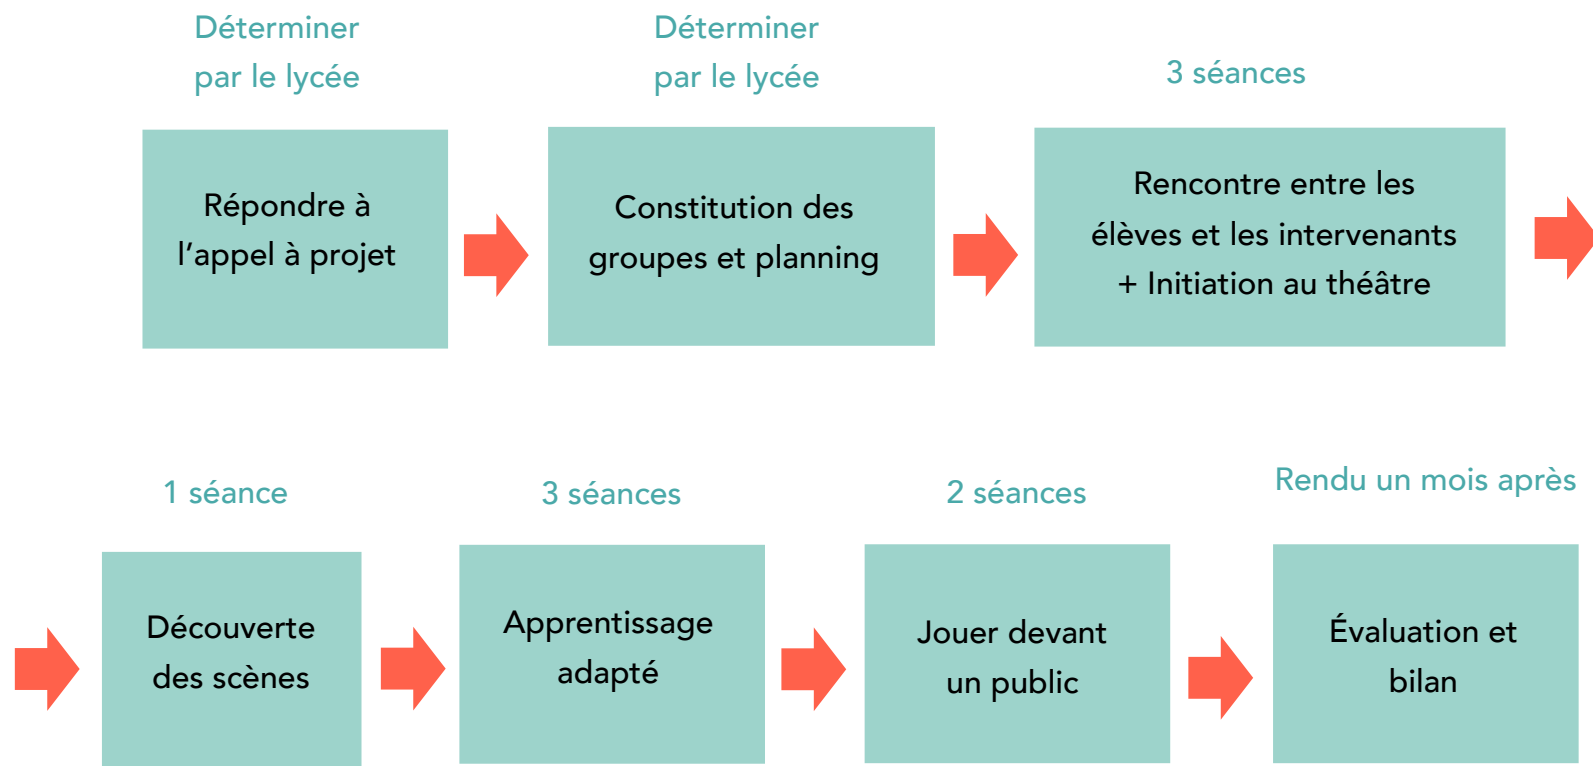 Déterminer
par le lycée
Déterminer
par le lycée
3 séances
Répondre à
l’appel à projet
Constitution des
groupes et planning
Rencontre entre les
élèves et les intervenants
+ Initiation au théâtre
1 séance
3 séances
2 séances
Rendu un mois après
Découverte
des scènes
Apprentissage
adapté
Jouer devant
un public
Évaluation et
bilan